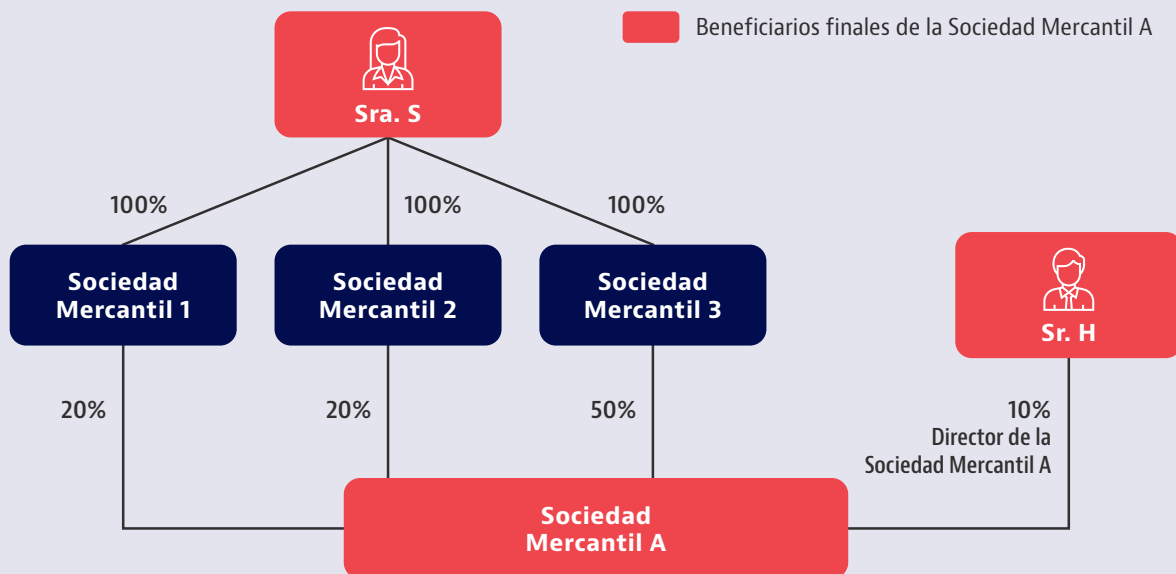 Beneficiarios finales de la Sociedad Mercantil A
Sra. S
100%
100%
100%
Sociedad
Mercantil 1
Sociedad
Mercantil 2
Sociedad
Mercantil 3
Sr. H
20%
20%
50%
10%
Director de la
Sociedad Mercantil A
Sociedad
Mercantil A